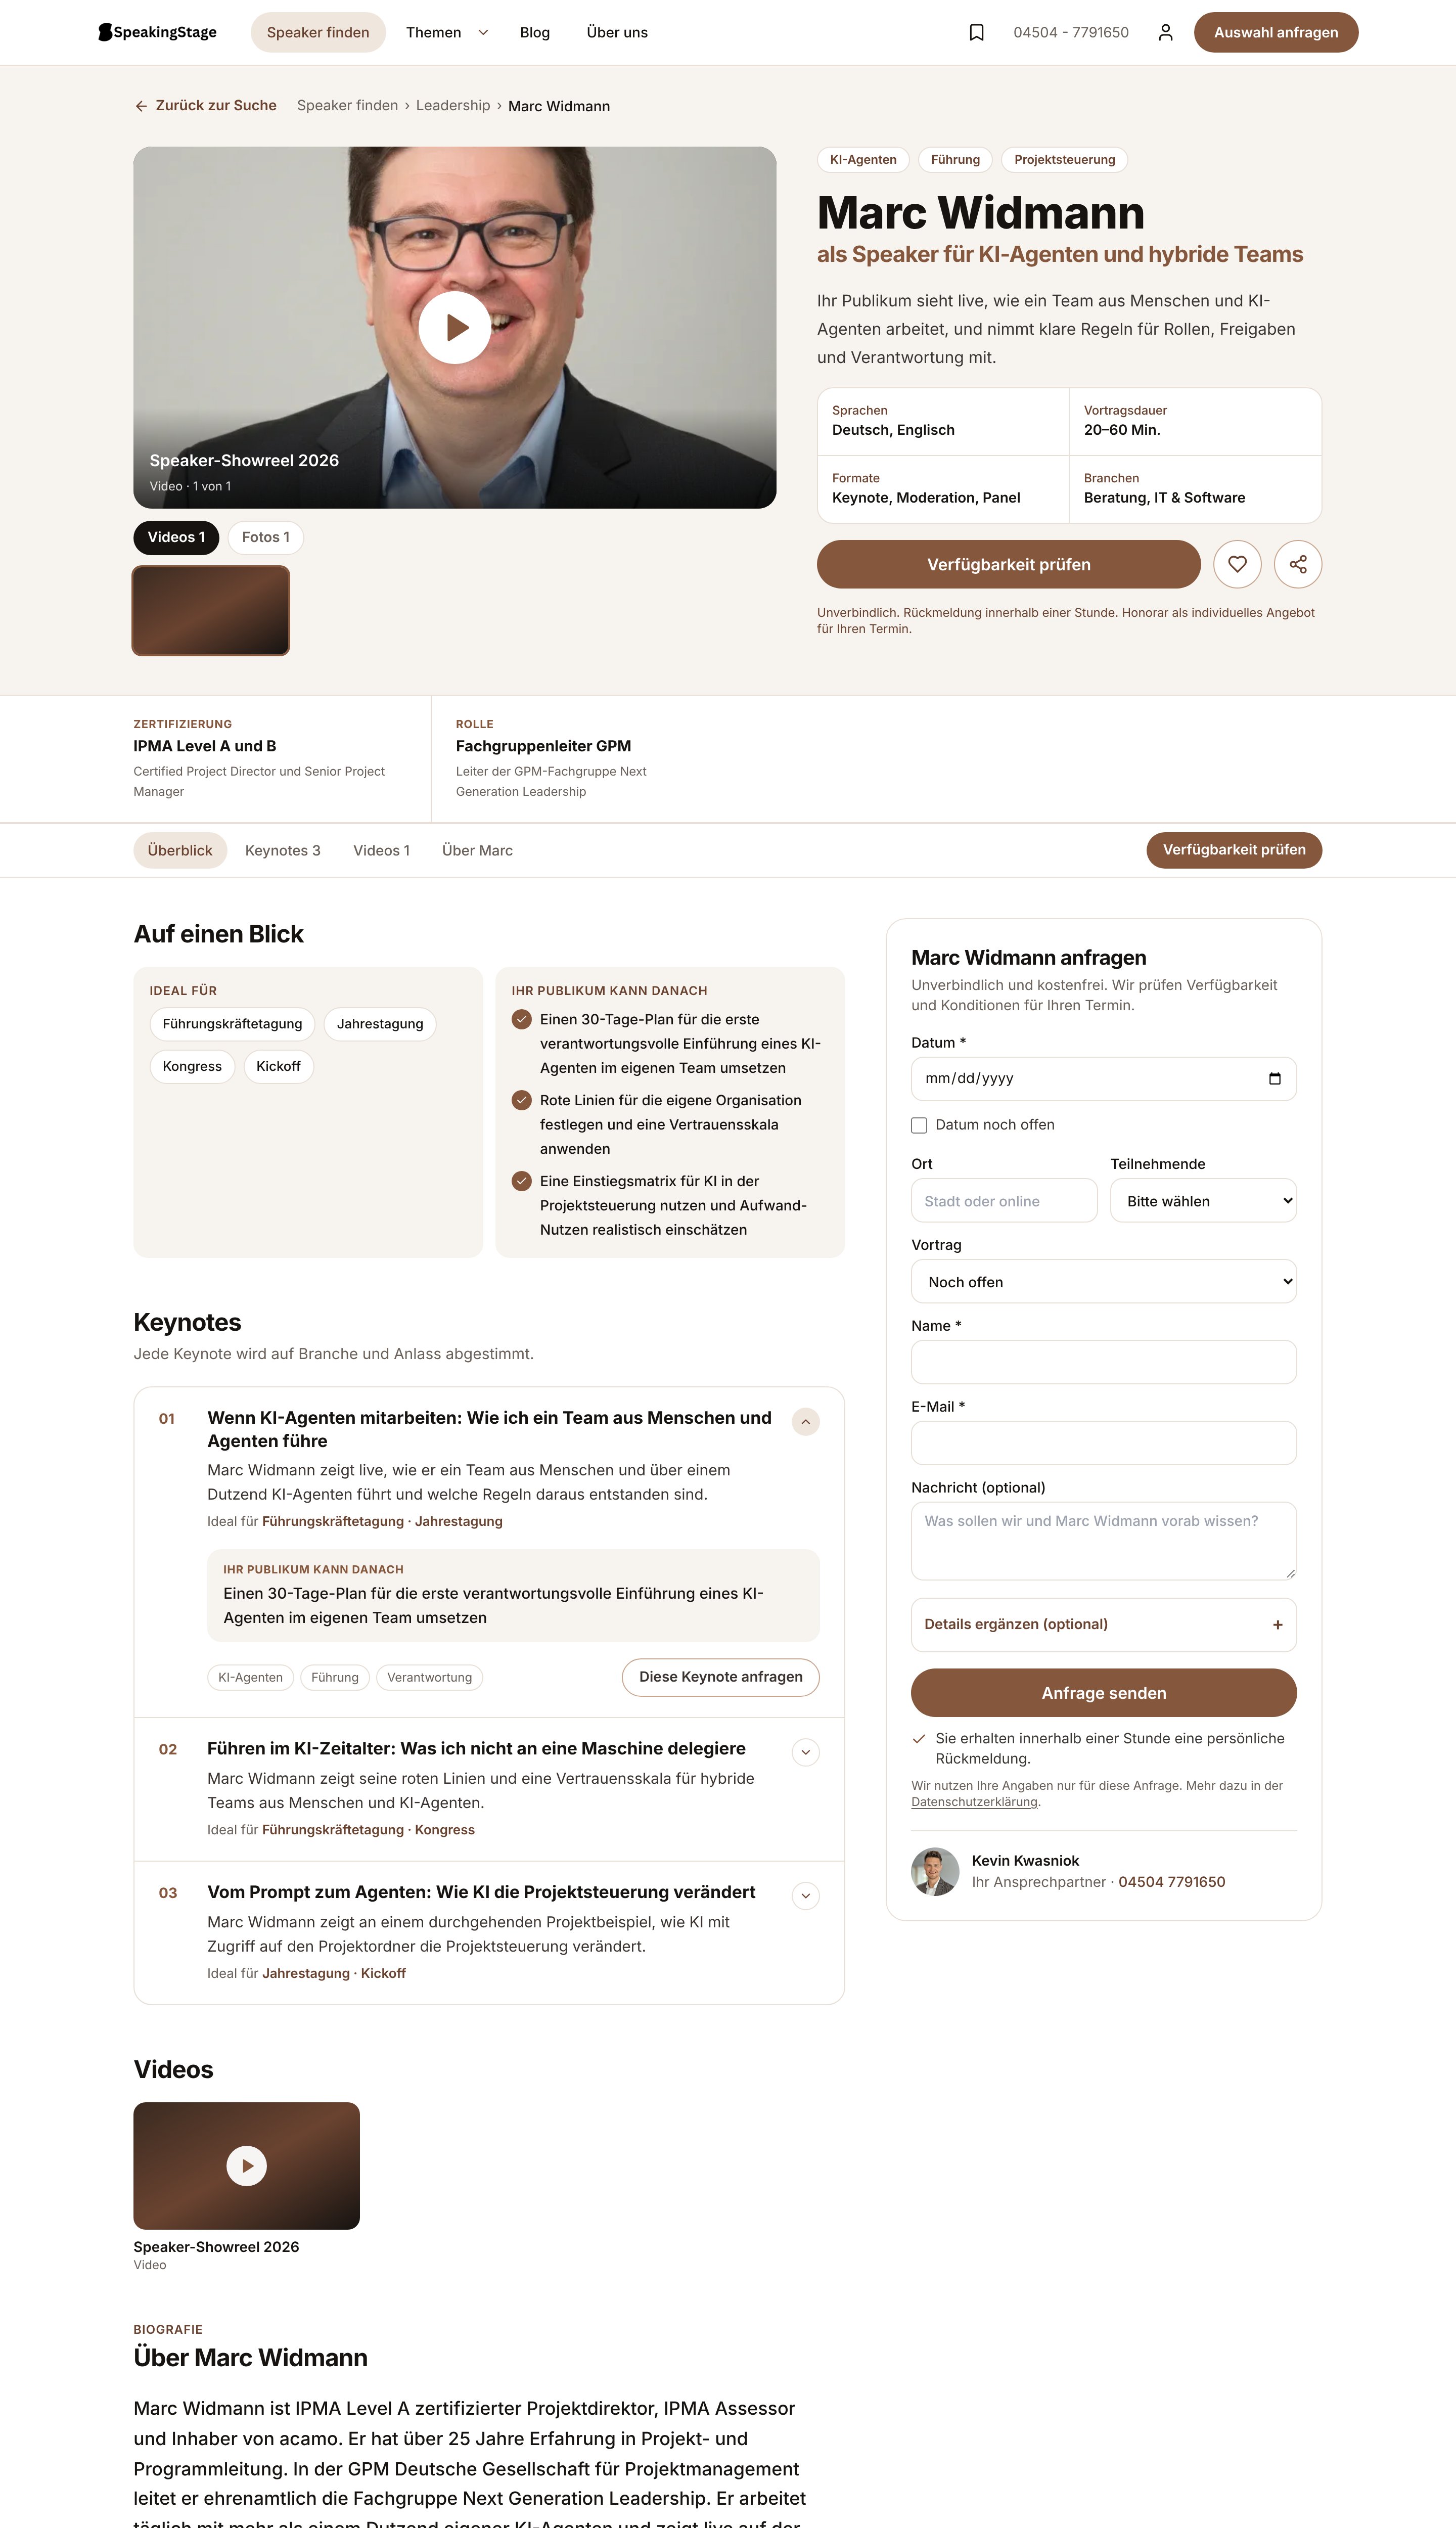 SpeakingStage
Speaker finden
Themen
Blog
Über uns
04504 - 7791650
Auswahl anfragen
Zurück zur Suche
Speaker finden › Leadership › Marc Widmann
Speaker-Showreel 2026
Video · 1 von 1
Videos 1
Fotos 1
KI-Agenten
Führung
Projektsteuerung
Marc Widmann
als Speaker für KI-Agenten und hybride Teams
Ihr Publikum sieht live, wie ein Team aus Menschen und KI-
Agenten arbeitet, und nimmt klare Regeln für Rollen, Freigaben
und Verantwortung mit.
Sprachen
Deutsch, Englisch
Vortragsdauer
20–60 Min.
Formate
Keynote, Moderation, Panel
Branchen
Beratung, IT & Software
Verfügbarkeit prüfen
Unverbindlich. Rückmeldung innerhalb einer Stunde. Honorar als individuelles Angebot
für Ihren Termin.
ZERTIFIZIERUNG
IPMA Level A und B
Certified Project Director und Senior Project
Manager
ROLLE
Fachgruppenleiter GPM
Leiter der GPM-Fachgruppe Next
Generation Leadership
Überblick
Keynotes 3
Videos 1
Über Marc
Verfügbarkeit prüfen
Auf einen Blick
IDEAL FÜR
Führungskräftetagung
Jahrestagung
Kongress
Kickoff
IHR PUBLIKUM KANN DANACH
Einen 30-Tage-Plan für die erste
verantwortungsvolle Einführung eines KI-
Agenten im eigenen Team umsetzen
Rote Linien für die eigene Organisation
festlegen und eine Vertrauensskala
anwenden
Eine Einstiegsmatrix für KI in der
Projektsteuerung nutzen und Aufwand-
Nutzen realistisch einschätzen
Keynotes
Jede Keynote wird auf Branche und Anlass abgestimmt.
01
Wenn KI-Agenten mitarbeiten: Wie ich ein Team aus Menschen und
Agenten führe
Marc Widmann zeigt live, wie er ein Team aus Menschen und über einem
Dutzend KI-Agenten führt und welche Regeln daraus entstanden sind.
Ideal für Führungskräftetagung · Jahrestagung
IHR PUBLIKUM KANN DANACH
Einen 30-Tage-Plan für die erste verantwortungsvolle Einführung eines KI-
Agenten im eigenen Team umsetzen
KI-Agenten
Führung
Verantwortung
Diese Keynote anfragen
02
Führen im KI-Zeitalter: Was ich nicht an eine Maschine delegiere
Marc Widmann zeigt seine roten Linien und eine Vertrauensskala für hybride
Teams aus Menschen und KI-Agenten.
Ideal für Führungskräftetagung · Kongress
03
Vom Prompt zum Agenten: Wie KI die Projektsteuerung verändert
Marc Widmann zeigt an einem durchgehenden Projektbeispiel, wie KI mit
Zugriff auf den Projektordner die Projektsteuerung verändert.
Ideal für Jahrestagung · Kickoff
Marc Widmann anfragen
Unverbindlich und kostenfrei. Wir prüfen Verfügbarkeit
und Konditionen für Ihren Termin.
Datum *
mm/dd/yyyy
Datum noch offen
Ort
Stadt oder online
Teilnehmende
Bitte wählen
Vortrag
Noch offen
Name *
E-Mail *
Nachricht (optional)
Was sollen wir und Marc Widmann vorab wissen?
Details ergänzen (optional)
+
Anfrage senden
Sie erhalten innerhalb einer Stunde eine persönliche
Rückmeldung.
Wir nutzen Ihre Angaben nur für diese Anfrage. Mehr dazu in der
Datenschutzerklärung.
Kevin Kwasniok
Ihr Ansprechpartner · 04504 7791650
Videos
Speaker-Showreel 2026
Video
BIOGRAFIE
Über Marc Widmann
Marc Widmann ist IPMA Level A zertifizierter Projektdirektor, IPMA Assessor
und Inhaber von acamo. Er hat über 25 Jahre Erfahrung in Projekt- und
Programmleitung. In der GPM Deutsche Gesellschaft für Projektmanagement
leitet er ehrenamtlich die Fachgruppe Next Generation Leadership. Er arbeitet
täglich mit mehr als einem Dutzend eigener KI-Agenten und zeigt live auf der